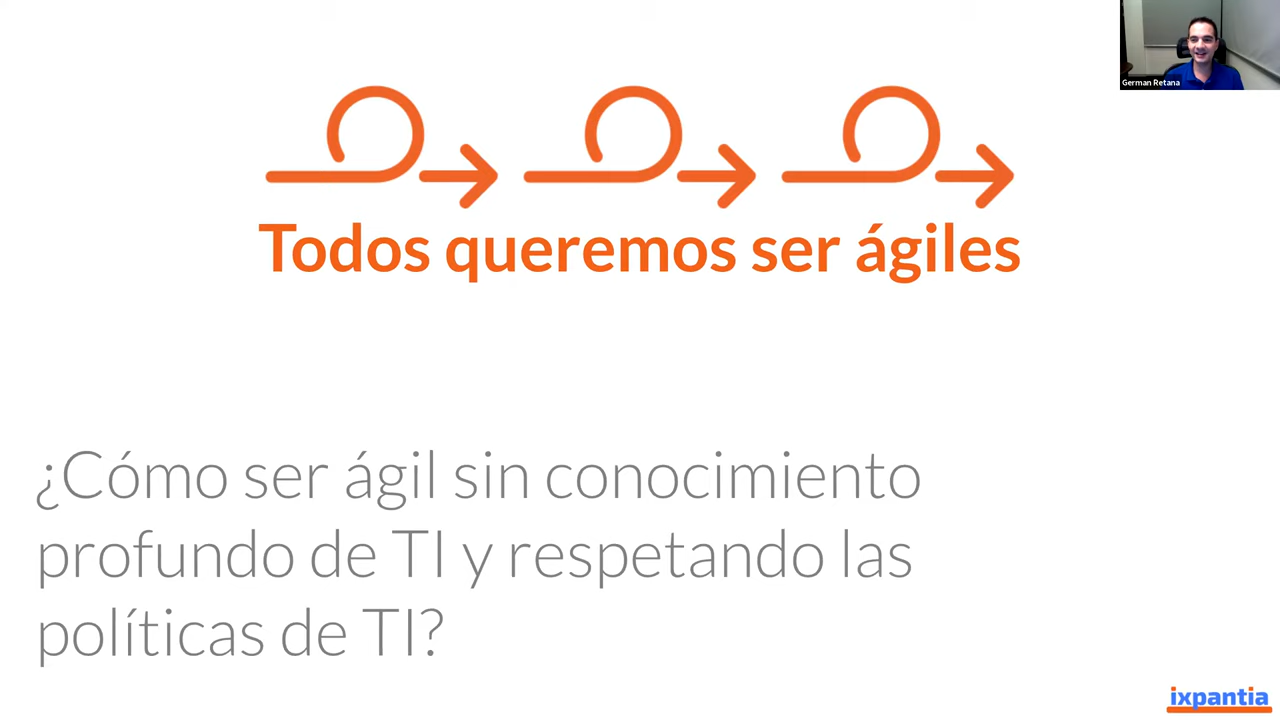 German Retana
Todos queremos ser ágiles
¿Cómo ser ágil sin conocimiento
profundo de TI y respetando las
políticas de TI?
ixpantia